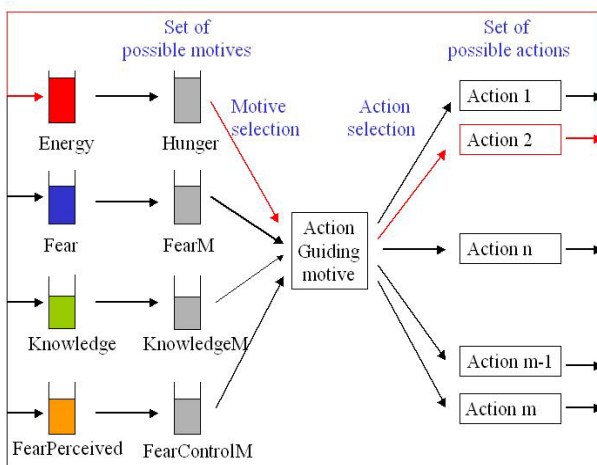 Set of
possible motives
Set of
possible actions
Energy
Hunger
Motive
selection
Action
selection
Action 1
Action 2
Fear
FearM
Action
Guiding
motive
Action n
Knowledge
KnowledgeM
Action m-1
Action m
FearPerceived
FearControlM